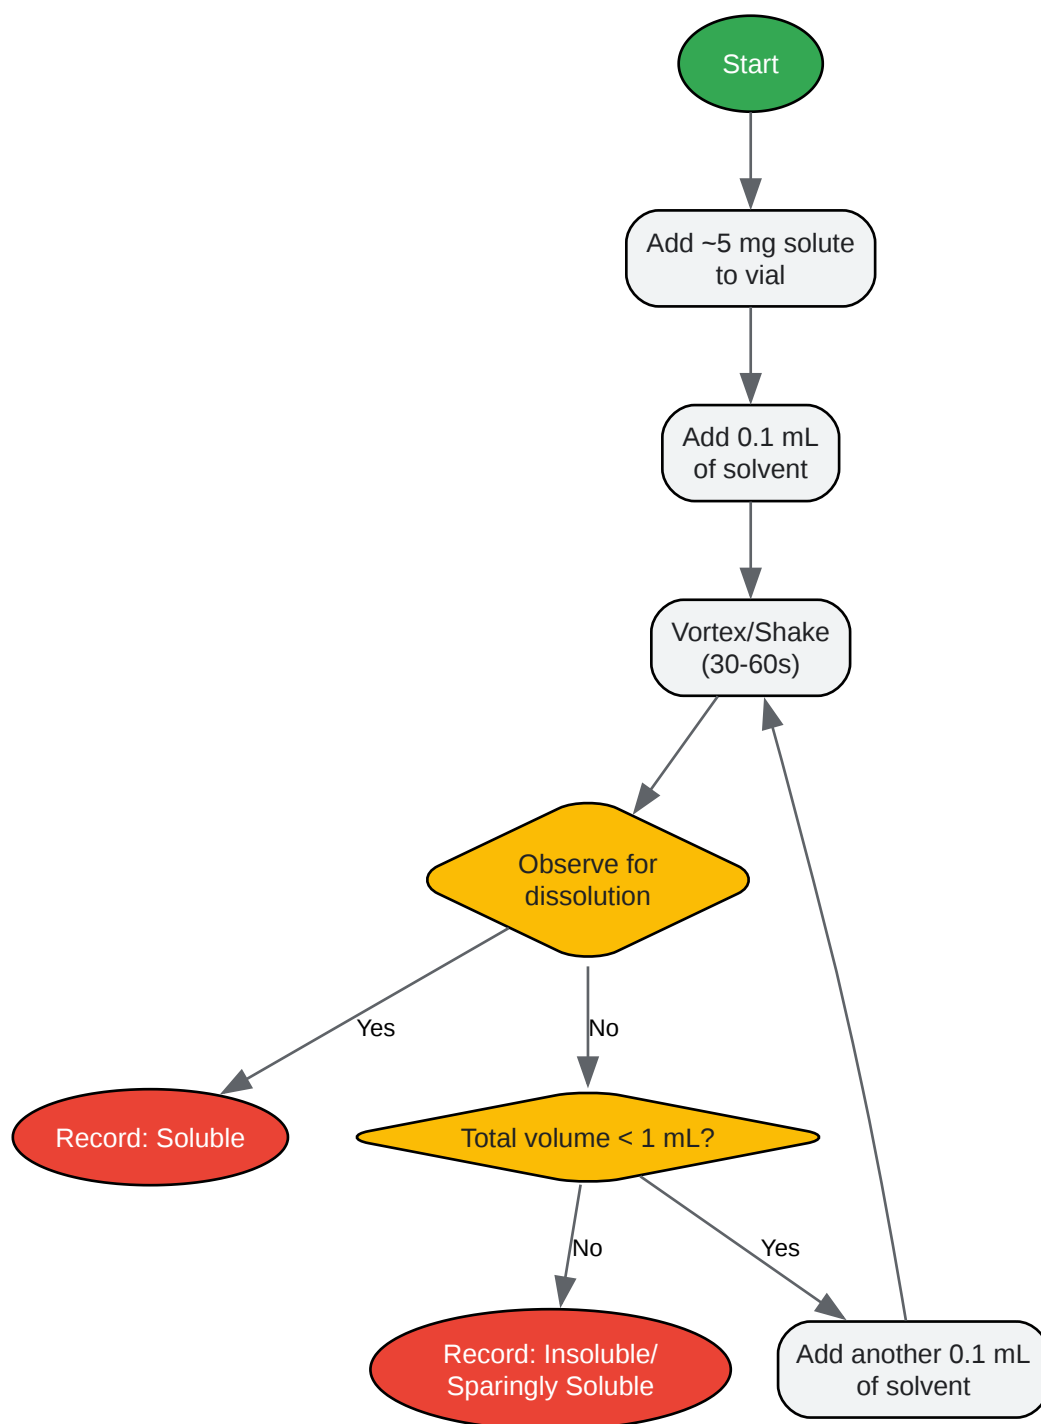 Start
Add ~5 mg solute
to vial
Add 0.1 mL
of solvent
Vortex/Shake
(30-60s)
Observe for
dissolution
Yes
No
Record: Soluble
Total volume < 1 mL?
No
Yes
Record: Insoluble/
Sparingly Soluble
Add another 0.1 mL
of solvent